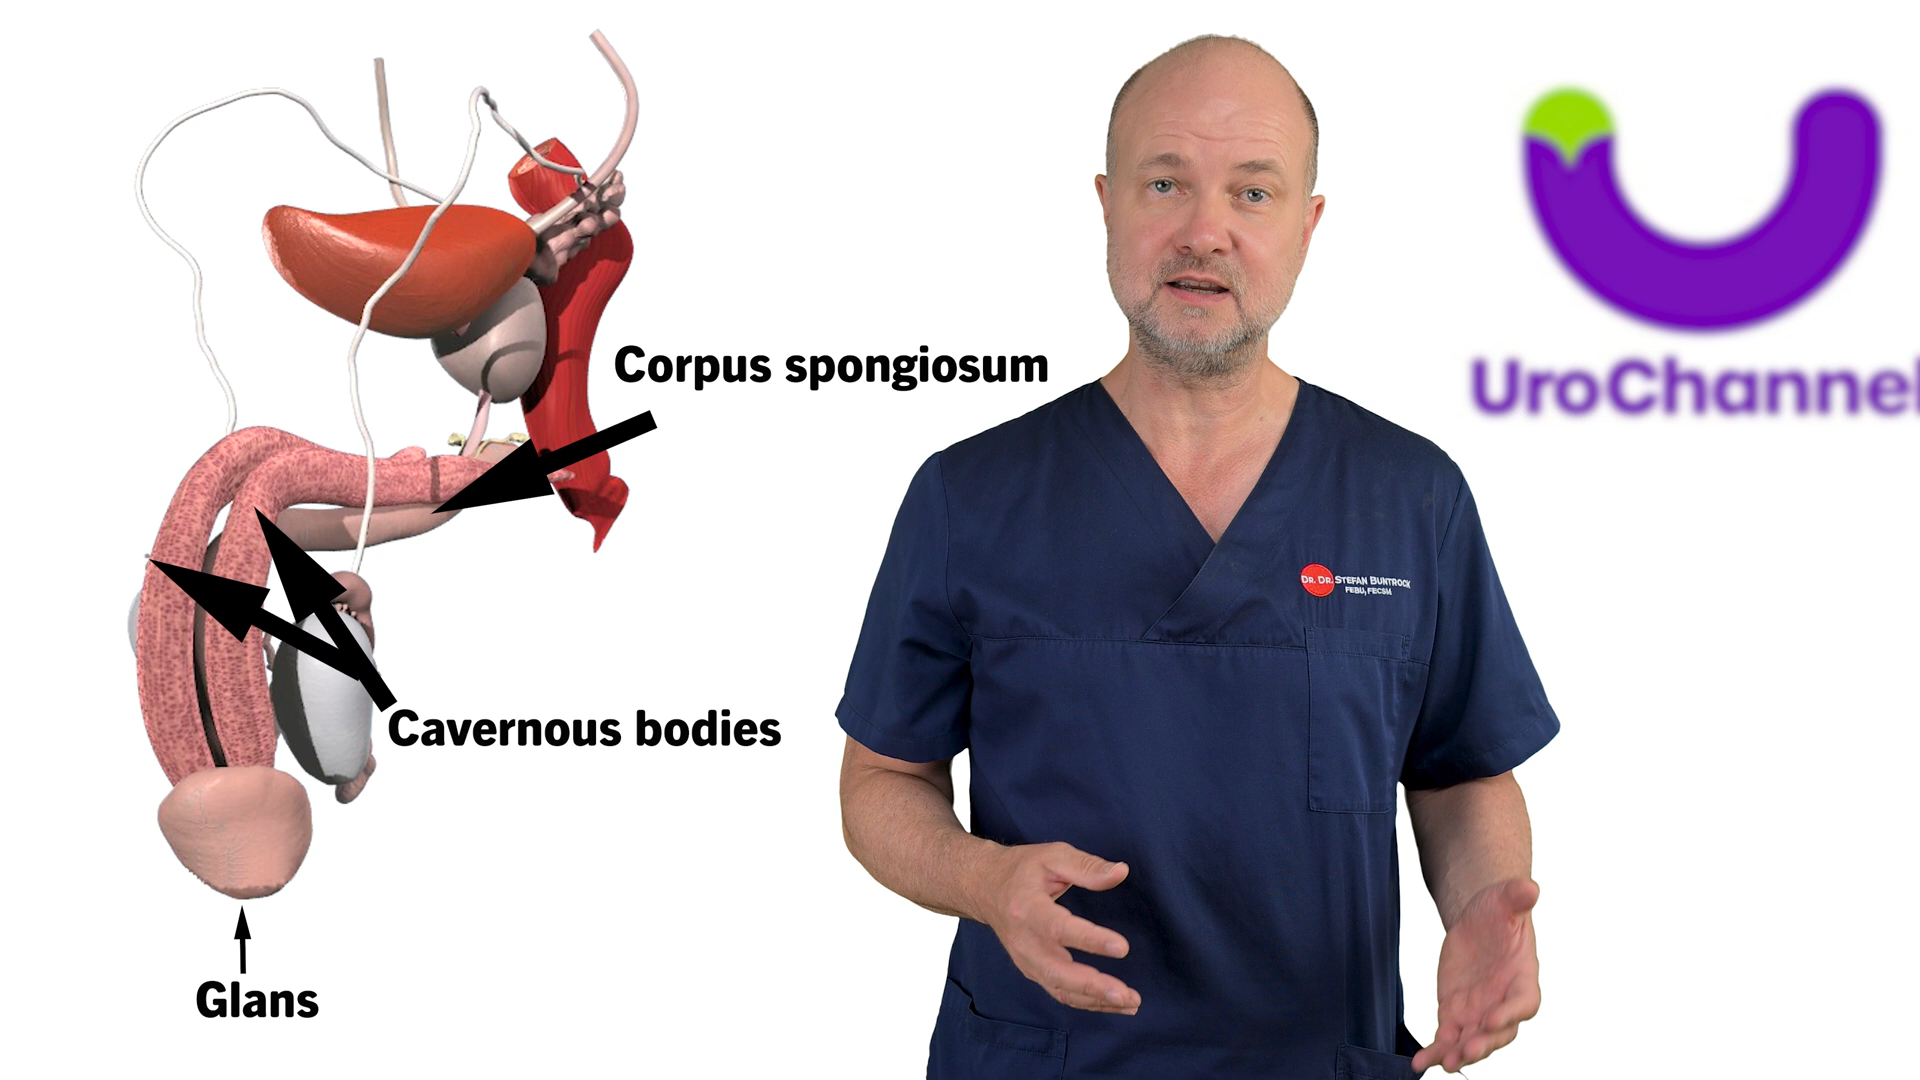 Corpus spongiosum
Cavernous bodies
Glans
UroChannel
DR. DR. STEFAN BUNTROCK
FEBU, FECSM